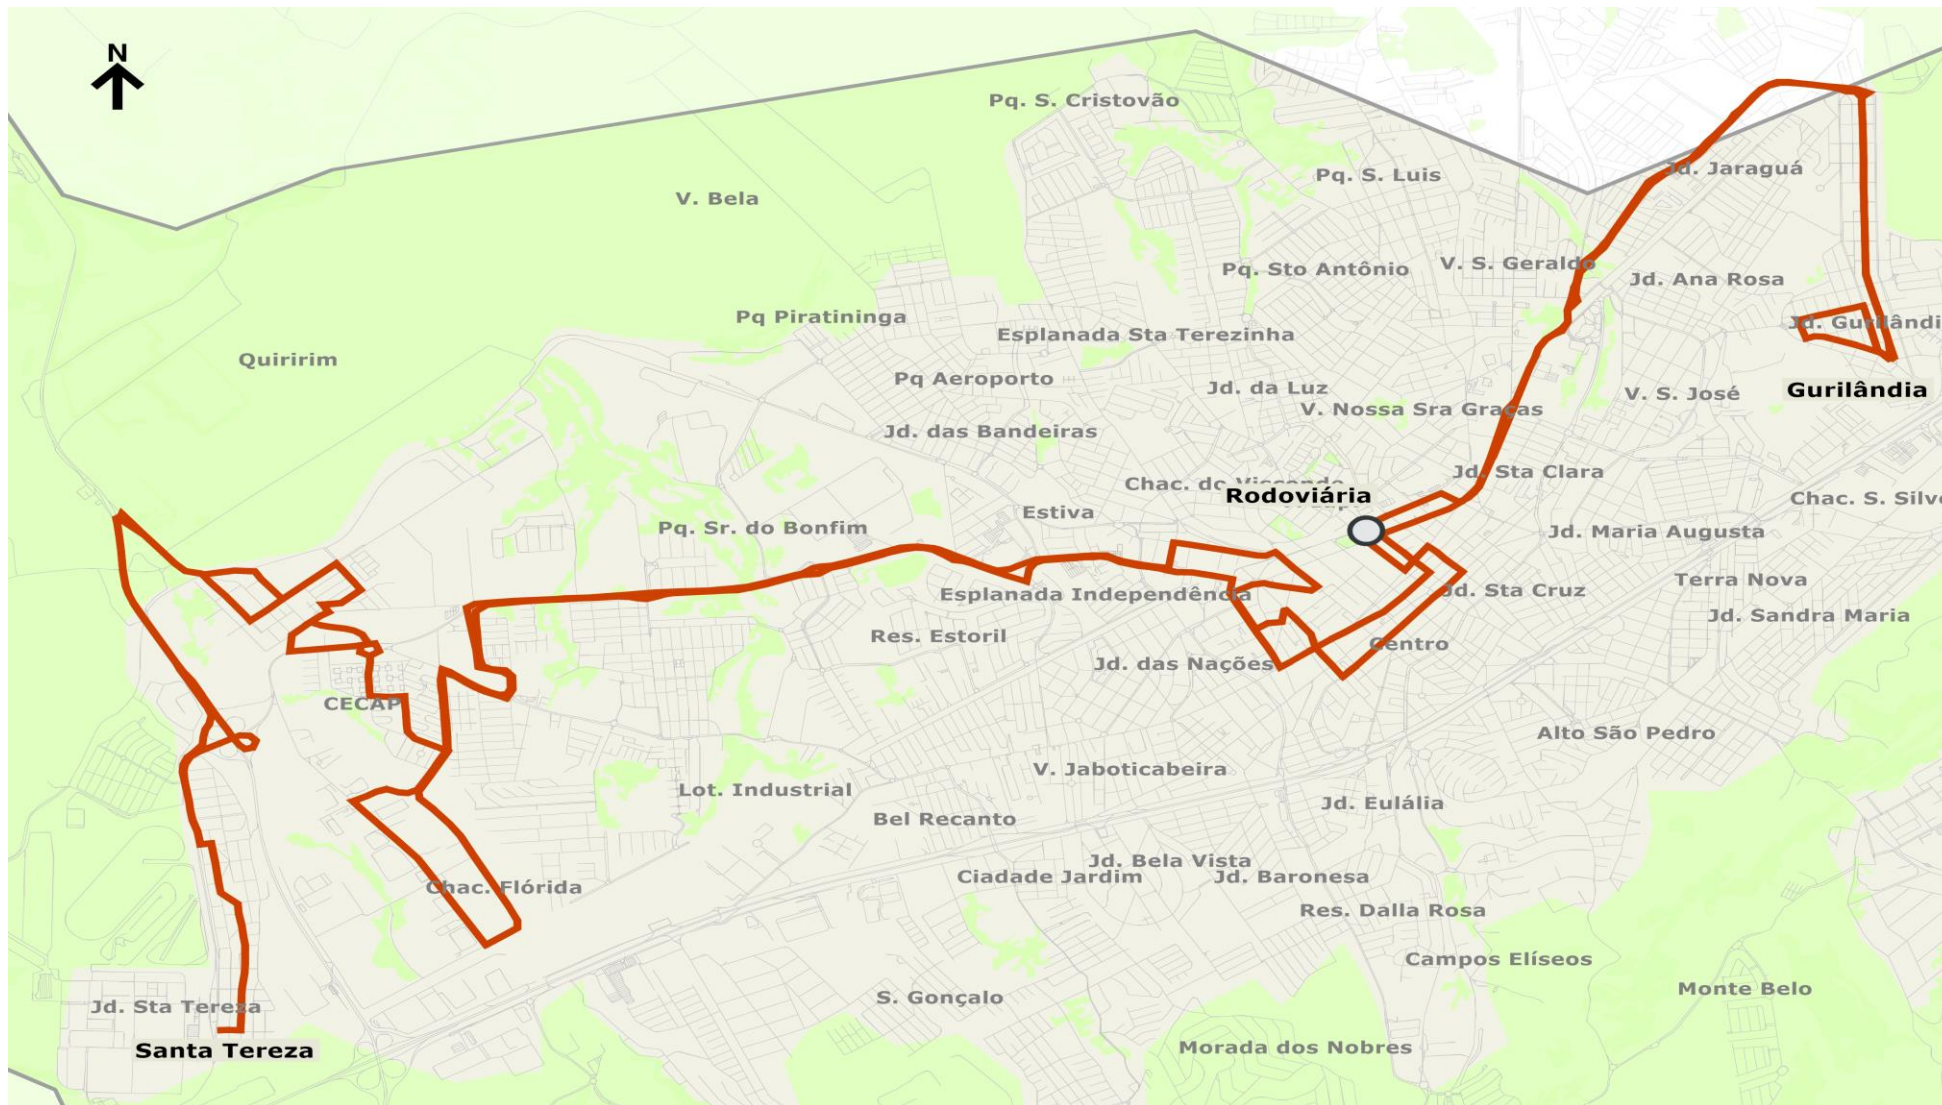 N
Pq. S. Cristovão
Pq. S. Luis
Jd. Jaraguá
V. Bela
Pq. Sto Antônio
V. S. Geraldo
Jd. Ana Rosa
Pq Piratininga
Esplanada Sta Terezinha
Jd. Gurilândi
Quiririm
Pq Aeroporto
Jd. da Luz
V. Nossa Sra Graças
V. S. José
Gurilândia
Jd. das Bandeiras
Jd. Sta Clara
Chac. do Visconde
Rodoviária
Chac. S. Silv
Estiva
Pq. Sr. do Bonfim
Jd. Maria Augusta
Terra Nova
Esplanada Independência
Jd. Sta Cruz
Jd. Sandra Maria
Res. Estoril
Centro
Jd. das Nações
CECAP
Alto São Pedro
V. Jaboticabeira
Lot. Industrial
Jd. Eulália
Bel Recanto
Jd. Bela Vista
Ciadade Jardim
Jd. Baronesa
Chac. Flórida
Res. Dalla Rosa
Campos Elíseos
Monte Belo
S. Gonçalo
Jd. Sta Tereza
Santa Tereza
Morada dos Nobres